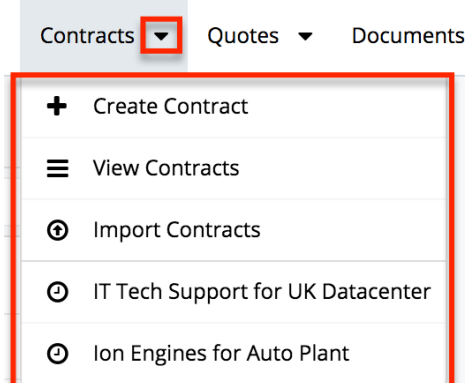 Contracts Quotes Documents
Create Contract
View Contracts
Import Contracts
IT Tech Support for UK Datacenter
Ion Engines for Auto Plant